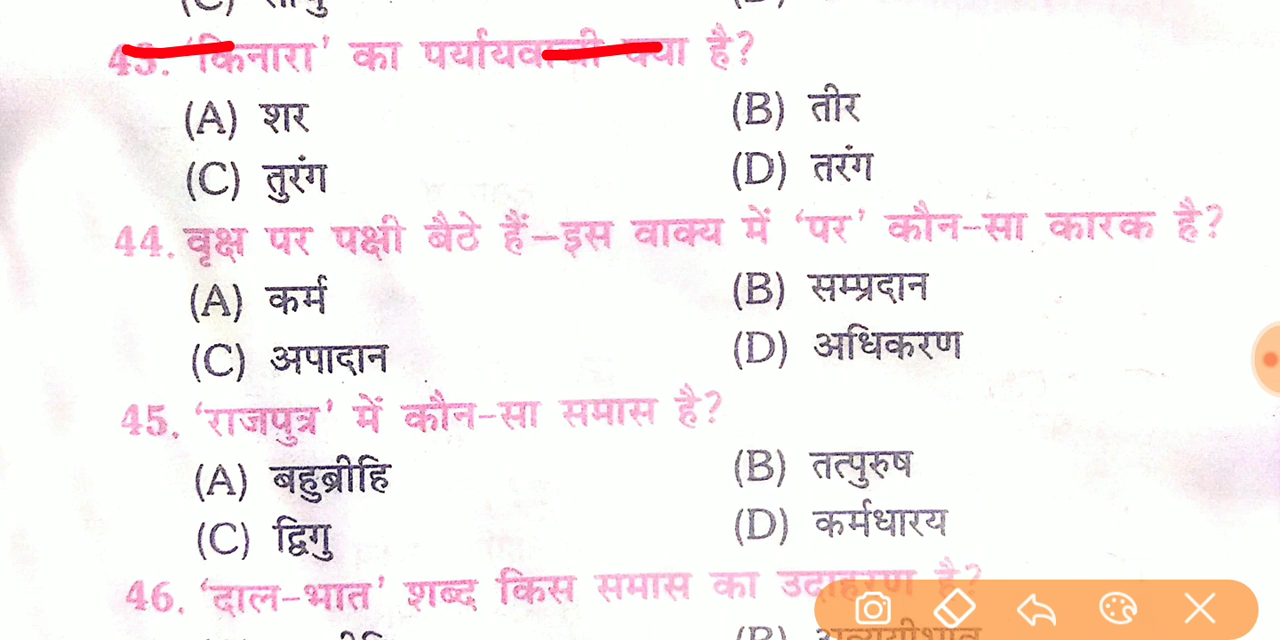 43. ‘किनारा’ का पर्यायवाची क्या है?
(A) शर (B) तीर
(C) तुरंग (D) तरंग
44. वृक्ष पर पक्षी बैठे हैं–इस वाक्य में ‘पर’ कौन-सा कारक है?
(A) कर्म (B) सम्प्रदान
(C) अपादान (D) अधिकरण
45. ‘राजपुत्र’ में कौन-सा समास है?
(A) बहुब्रीहि (B) तत्पुरुष
(C) द्विगु (D) कर्मधारय
46. ‘दाल-भात’ शब्द किस समास का उदाहरण है?